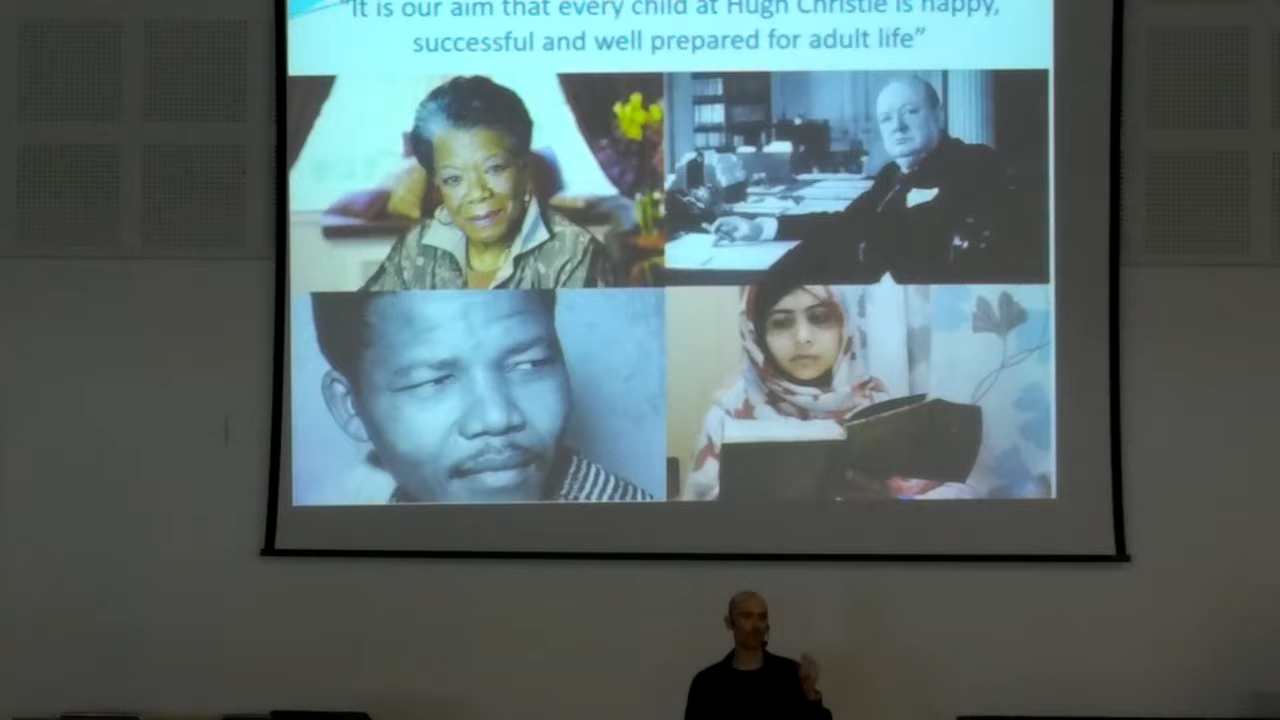 "It is our aim that every child at Hugh Christie is happy,
successful and well prepared for adult life"